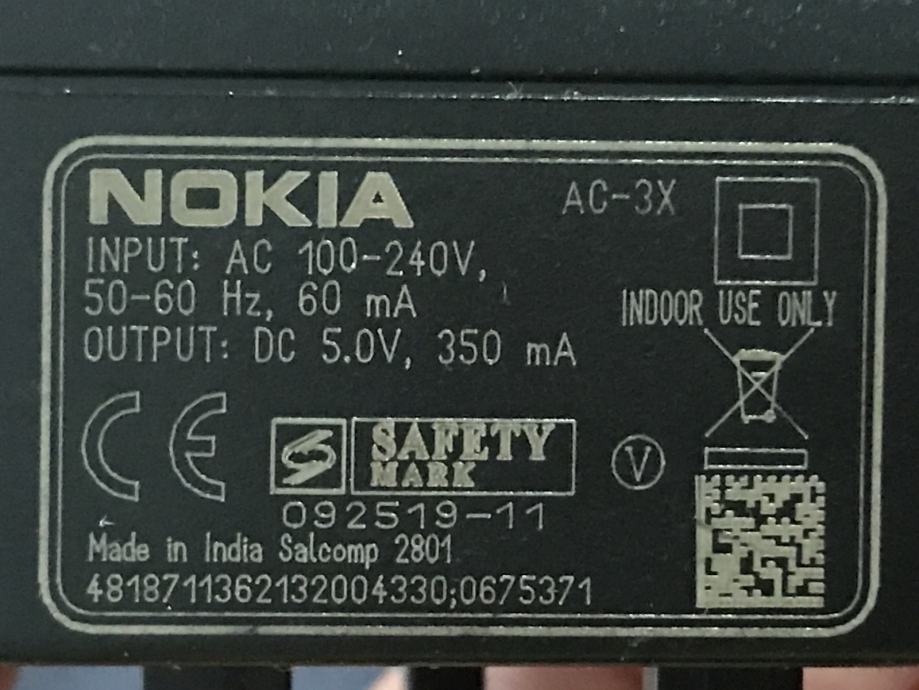 NOKIA
AC-3X
INPUT: AC 100-240V,
50-60 Hz, 60 mA
OUTPUT: DC 5.0V, 350 mA
INDOOR USE ONLY
CE
S SAFETY
MARK
V
092519-11
Made in India Salcomp 2801
4818711362132004330;0675371